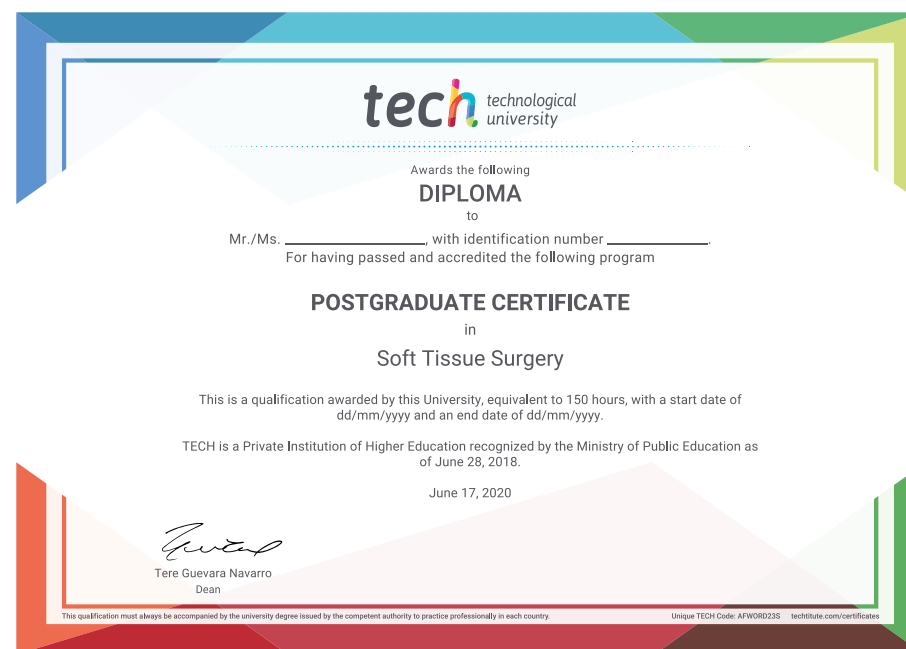 tech technological
university
Awards the following
DIPLOMA
to
Mr./Ms. ____________________, with identification number ______________.
For having passed and accredited the following program
POSTGRADUATE CERTIFICATE
in
Soft Tissue Surgery
This is a qualification awarded by this University, equivalent to 150 hours, with a start date of
dd/mm/yyyy and an end date of dd/mm/yyyy.
TECH is a Private Institution of Higher Education recognized by the Ministry of Public Education as
of June 28, 2018.
June 17, 2020
Tere Guevara Navarro
Dean
This qualification must always be accompanied by the university degree issued by the competent authority to practice professionally in each country.
Unique TECH Code: AFWORD23S techtitute.com/certificates